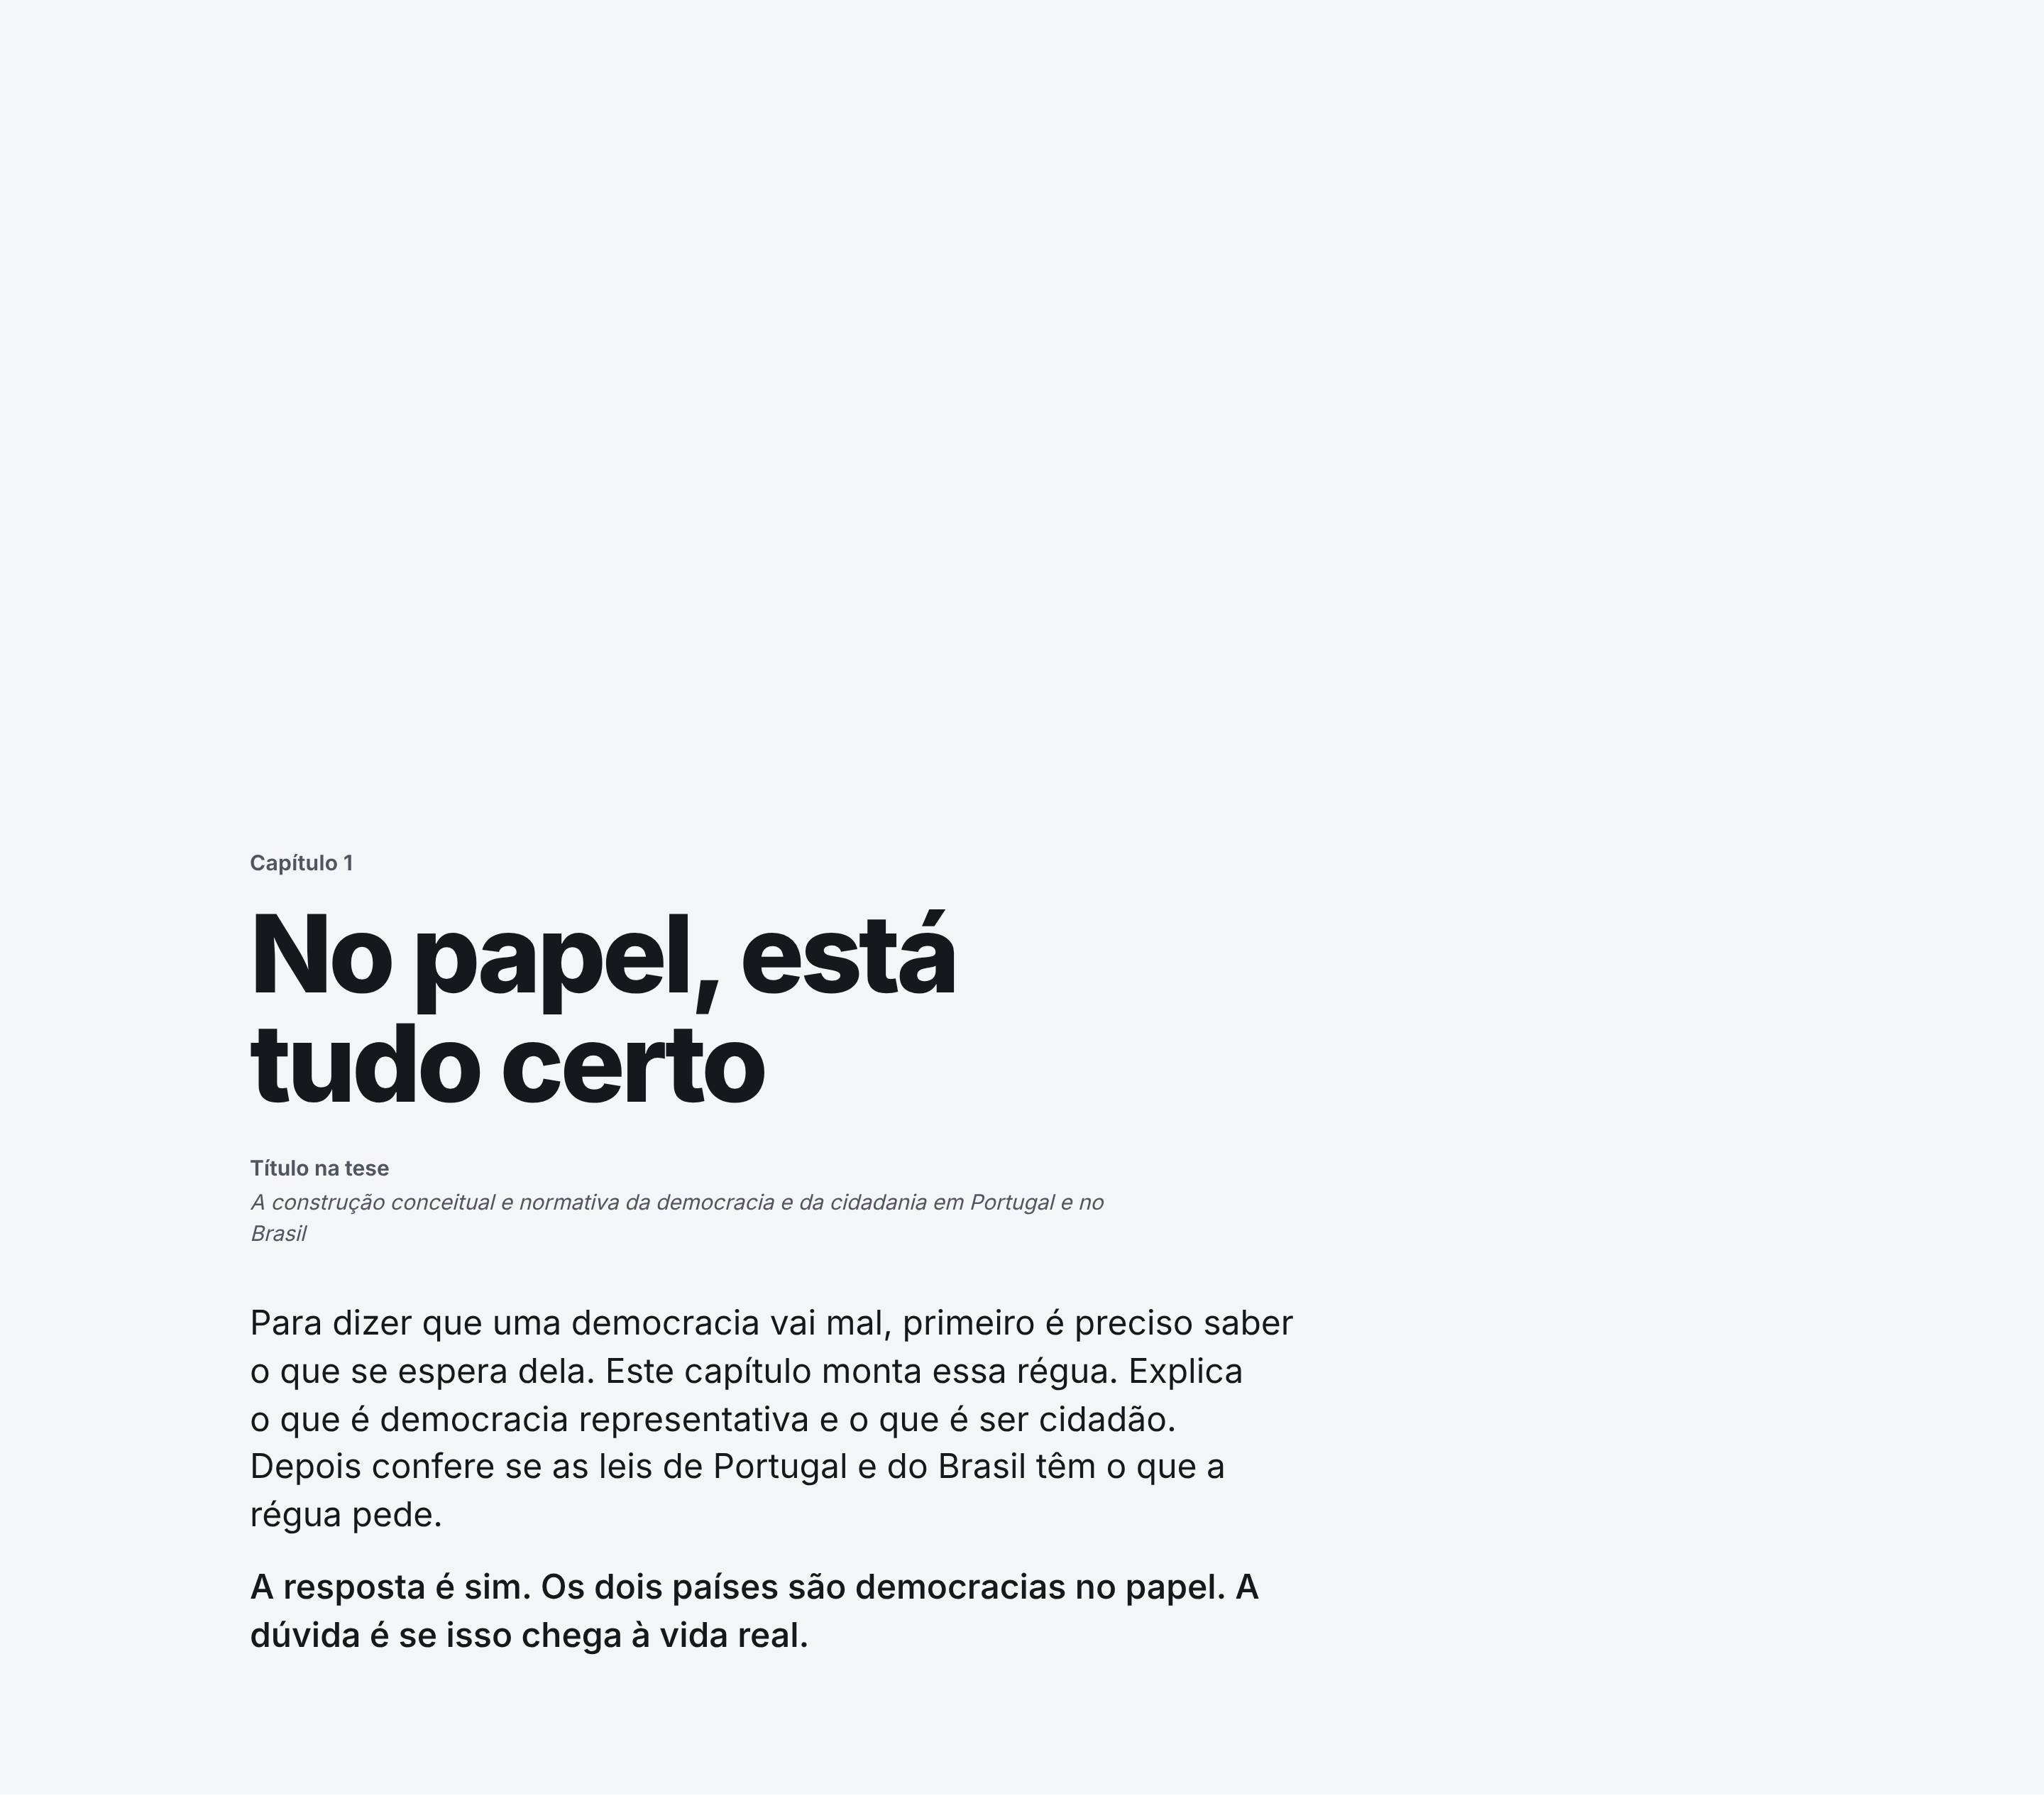 Capítulo 1
No papel, está
tudo certo
Título na tese
A construção conceitual e normativa da democracia e da cidadania em Portugal e no
Brasil
Para dizer que uma democracia vai mal, primeiro é preciso saber
o que se espera dela. Este capítulo monta essa régua. Explica
o que é democracia representativa e o que é ser cidadão.
Depois confere se as leis de Portugal e do Brasil têm o que a
régua pede.
A resposta é sim. Os dois países são democracias no papel. A
dúvida é se isso chega à vida real.